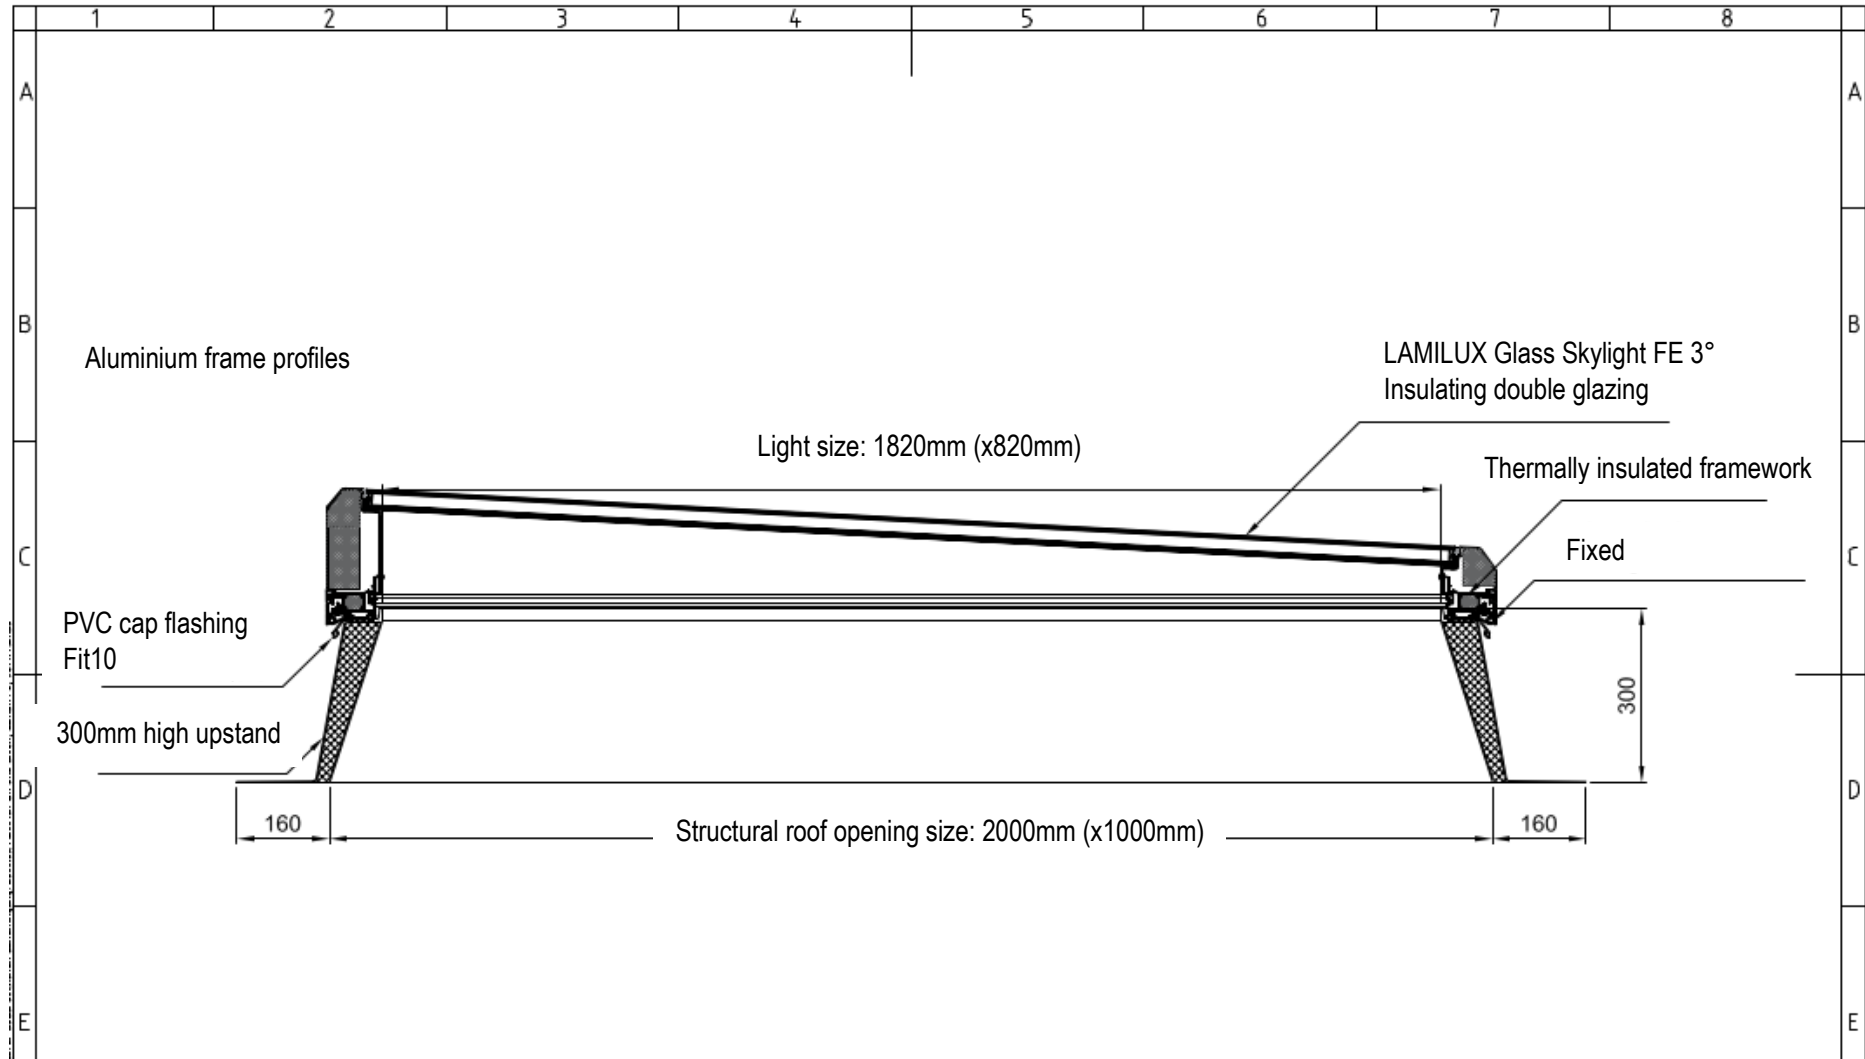 1 2 3 4 5 6 7 8
A A
B B
Aluminium frame profiles
LAMILUX Glass Skylight FE 3°
Insulating double glazing
Light size: 1820mm (x820mm)
Thermally insulated framework
C C
Fixed
PVC cap flashing
Fit10
300
300mm high upstand
D D
160
Structural roof opening size: 2000mm (x1000mm)
160
E E